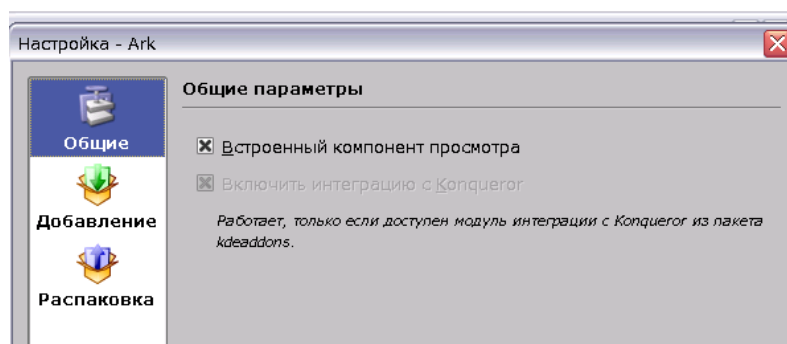 Настройка - Ark
Общие
Добавление
Распаковка
Общие параметры
Встроенный компонент просмотра
Включить интеграцию с Konqueror
Работает, только если доступен модуль интеграции с Konqueror из пакета
kdeaddons.